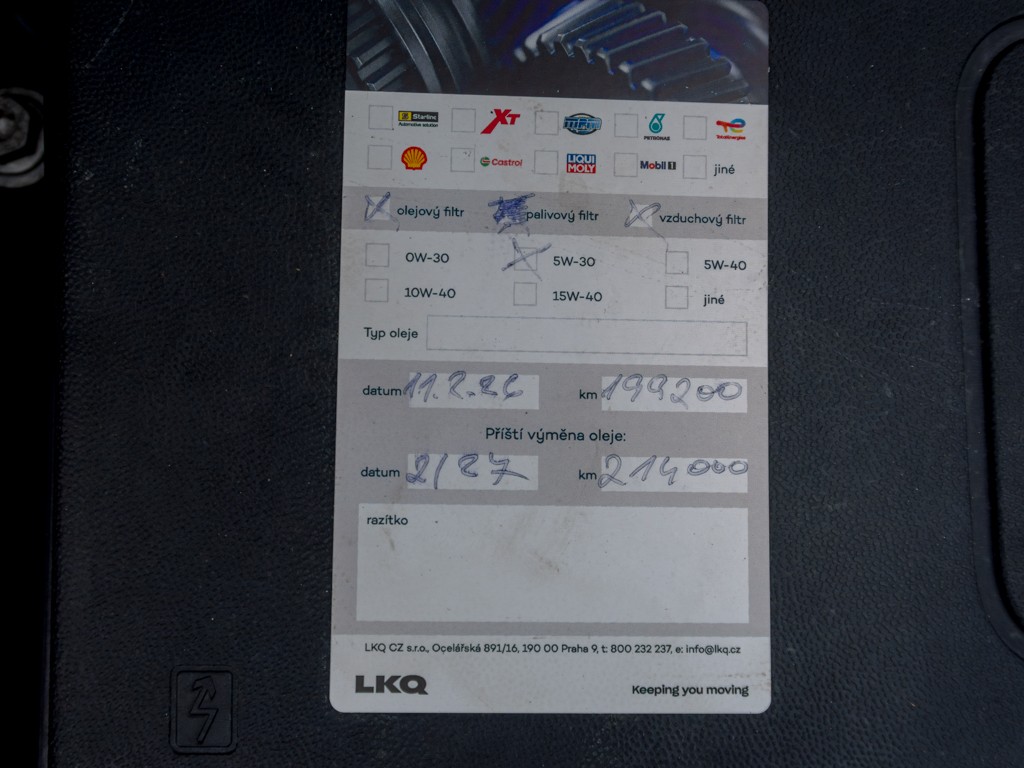 Starline XT MPM PETRONAS TotalEnergies
Automotive solution
Castrol LIQUI MOLY Mobil 1 jiné
olejový filtr palivový filtr vzduchový filtr
0W-30 5W-30 5W-40
10W-40 15W-40 jiné
Typ oleje
datum 11.2.26 km 199200
Příští výměna oleje:
datum 2/27 km 214000
razítko
LKQ CZ s.r.o., Ocelářská 891/16, 190 00 Praha 9, t: 800 232 237, e: info@lkq.cz
LKQ Keeping you moving